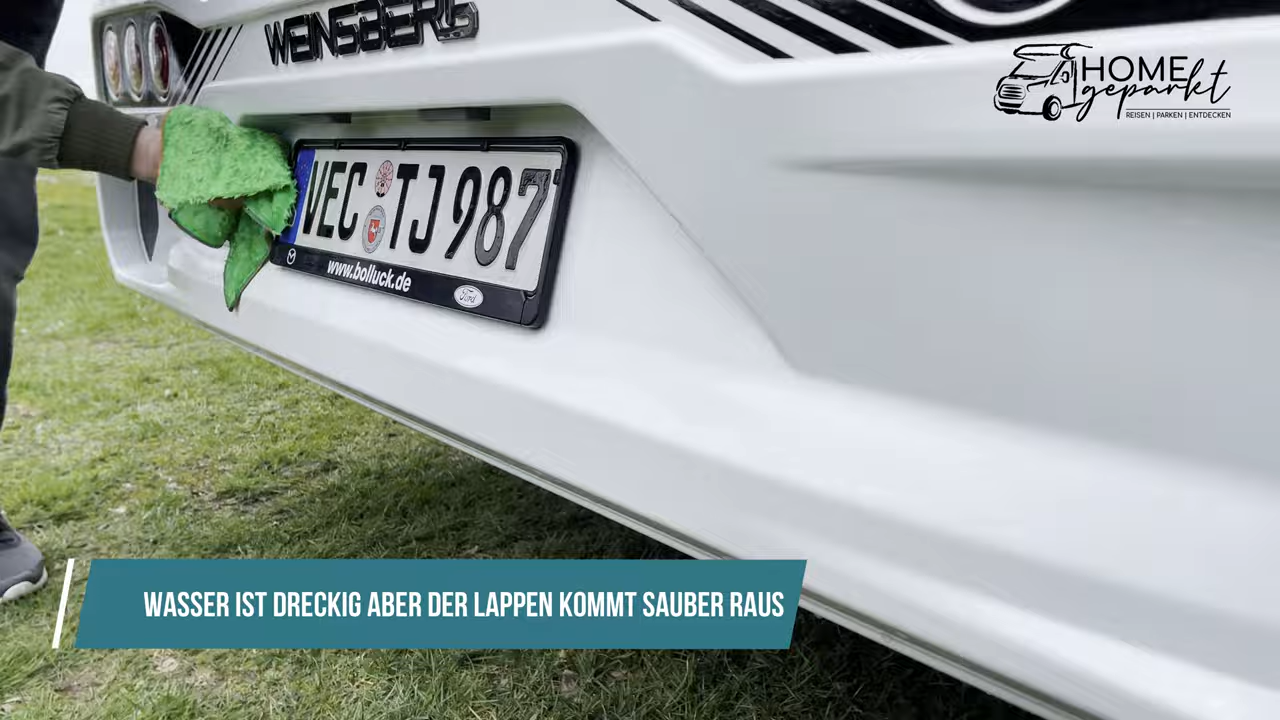 WEINSBERG
HOME
geparkt
REISEN | PARKEN | ENTDECKEN
VEC TJ 987
www.bolluck.de
Ford
WASSER IST DRECKIG ABER DER LAPPEN KOMMT SAUBER RAUS